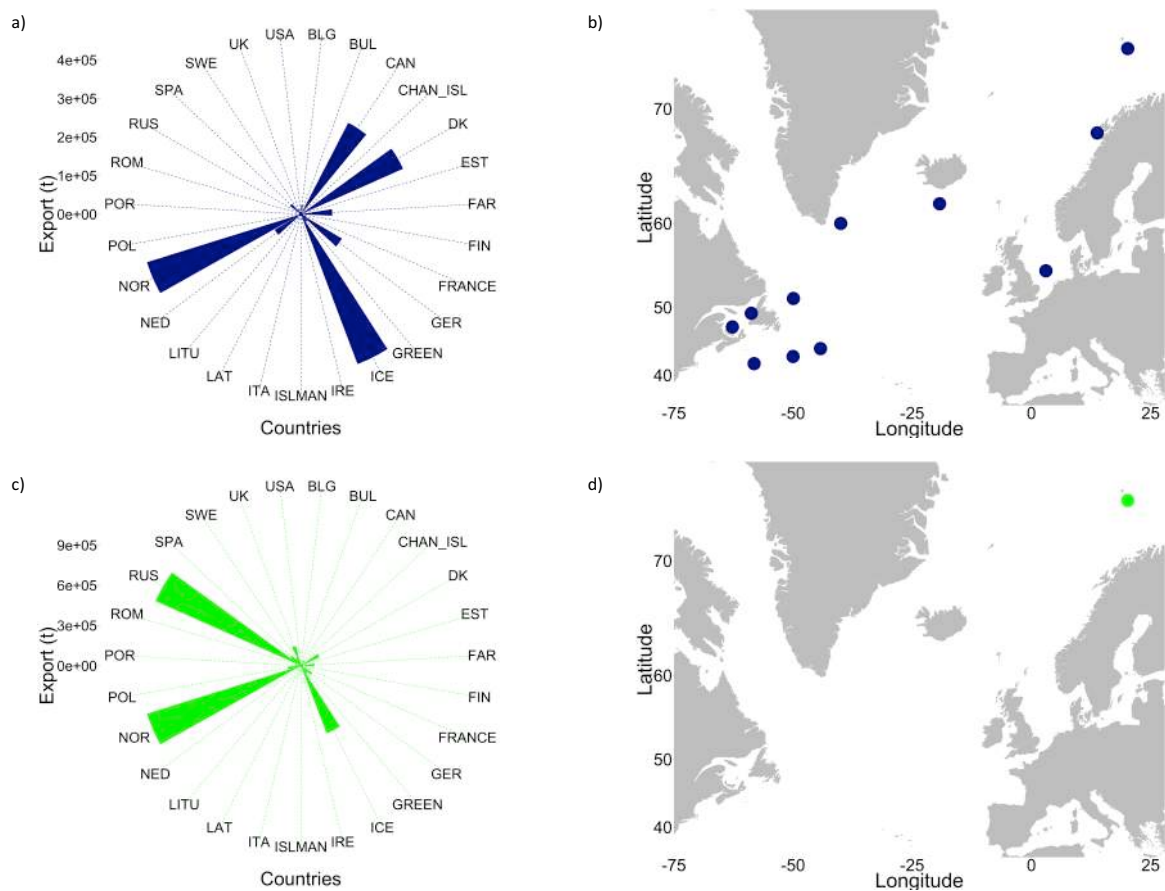 a)
Export (t)
4e+05
3e+05
2e+05
1e+05
0e+00
USA
BLG
BUL
CAN
CHAN_ISL
DK
EST
FAR
FIN
FRANCE
GER
GREEN
ICE
IRE
ISLMAN
ITA
LAT
LITU
NED
NOR
POL
POR
ROM
RUS
SPA
SWE
UK
Countries
b)
Latitude
70
60
50
40
-75
-50
-25
0
25
Longitude
c)
Export (t)
9e+05
6e+05
3e+05
0e+00
USA
BLG
BUL
CAN
CHAN_ISL
DK
EST
FAR
FIN
FRANCE
GER
GREEN
ICE
IRE
ISLMAN
ITA
LAT
LITU
NED
NOR
POL
POR
ROM
RUS
SPA
SWE
UK
Countries
d)
Latitude
70
60
50
40
-75
-50
-25
0
25
Longitude